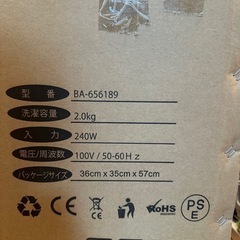 型番 BA-656189
洗濯容量 2.0kg
入力 240W
電圧/周波数 100V / 50-60Hz
パッケージサイズ 36cm x 35cm x 57cm
CE RoHS PSE